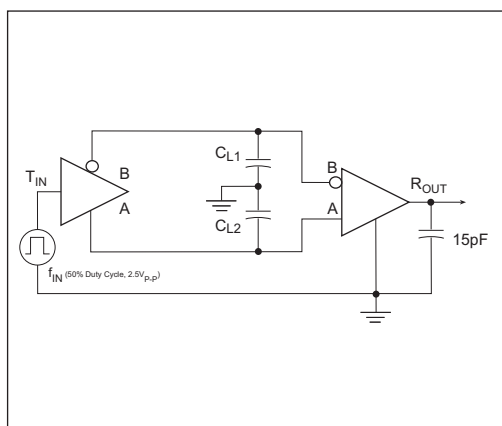 B
A
T_IN
C_L1
C_L2
B
A
R_OUT
15pF
f_IN (50% Duty Cycle, 2.5V_P-P)